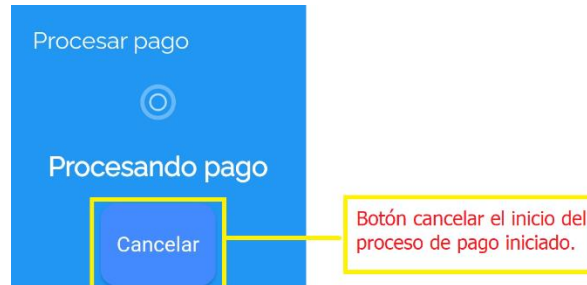 Procesar pago
Procesando pago
Cancelar
Botón cancelar el inicio del
proceso de pago iniciado.